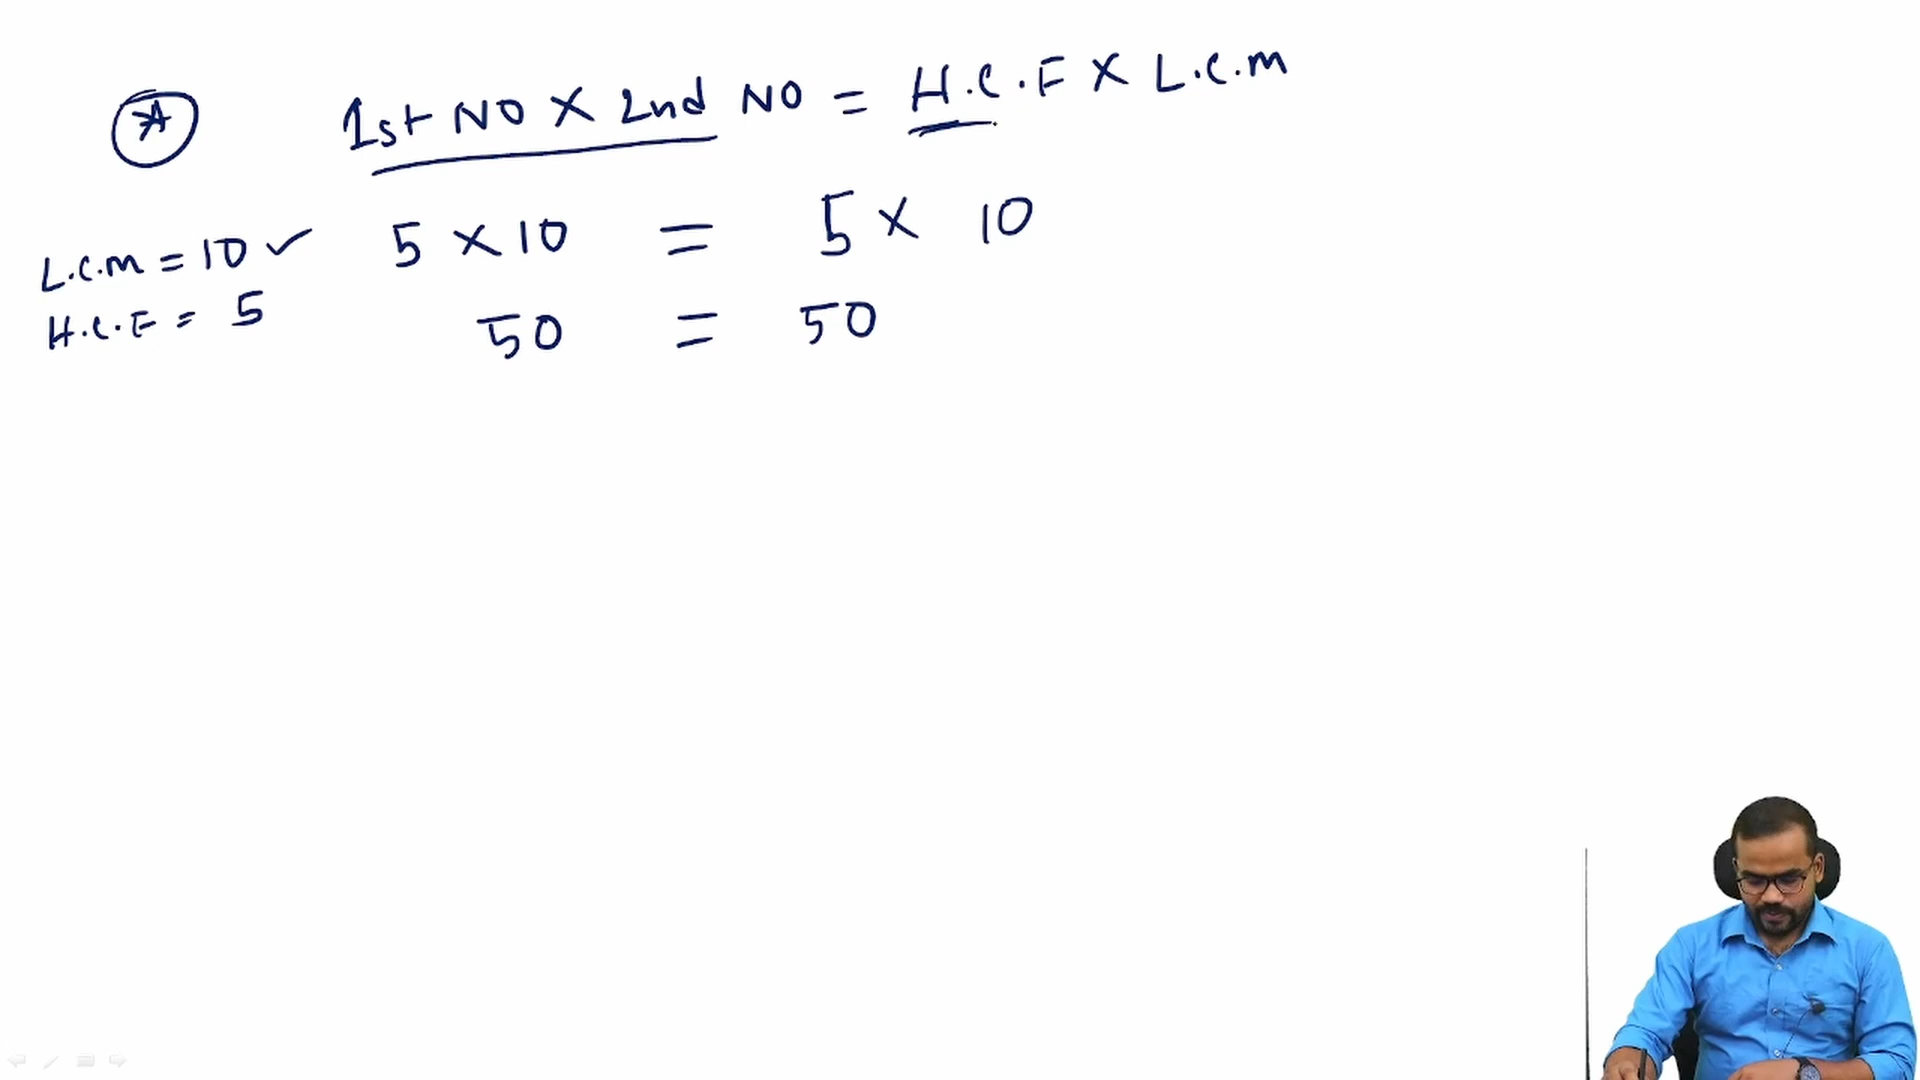 1st NO X 2nd NO = H.C.F X L.C.M
L.C.M = 10 ✓ 5 X 10 = 5 X 10
H.C.F = 5 50 = 50